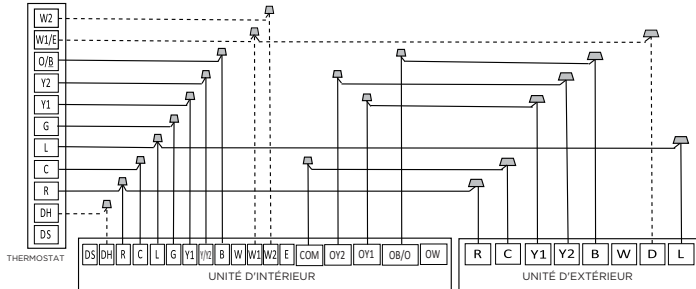 W2
W1/E
O/B
Y2
Y1
G
L
C
R
DH
DS
THERMOSTAT
DS DH R C L G Y1 Y/Y2 B W W1 W2 E COM OY2 OY1 OB/O OW
UNITÉ D'INTÉRIEUR
R C Y1 Y2 B W D L
UNITÉ D'EXTÉRIEUR